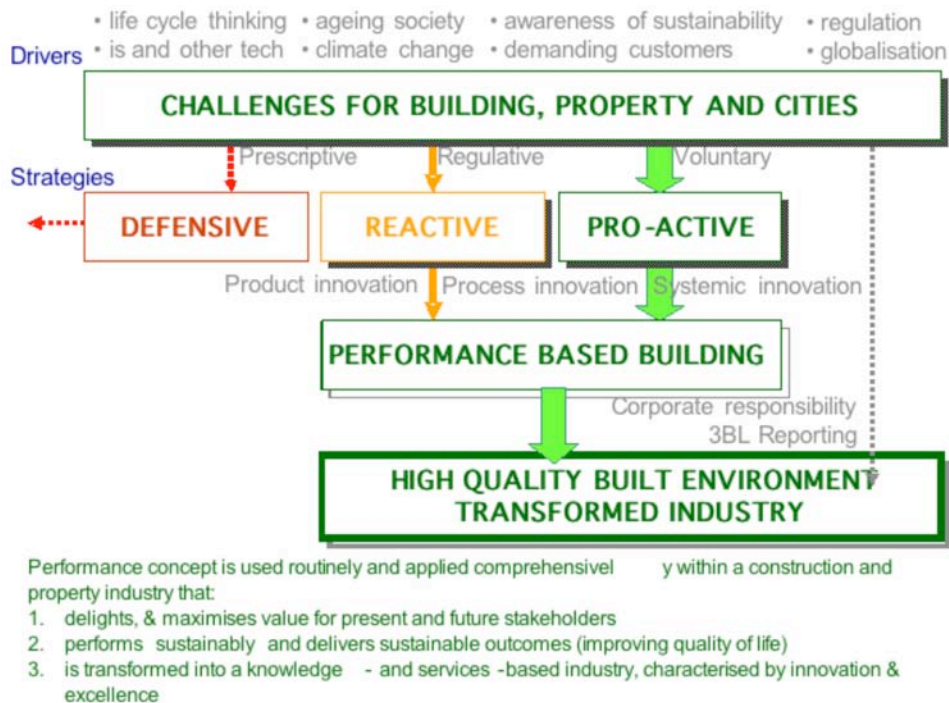 • life cycle thinking • ageing society • awareness of sustainability • regulation
Drivers • is and other tech • climate change • demanding customers • globalisation
CHALLENGES FOR BUILDING, PROPERTY AND CITIES
Prescriptive Regulative Voluntary
Strategies
DEFENSIVE REACTIVE PRO-ACTIVE
Product innovation Process innovation Systemic innovation
PERFORMANCE BASED BUILDING
Corporate responsibility
3BL Reporting
HIGH QUALITY BUILT ENVIRONMENT
TRANSFORMED INDUSTRY
Performance concept is used routinely and applied comprehensivel y within a construction and
property industry that:
1. delights, & maximises value for present and future stakeholders
2. performs sustainably and delivers sustainable outcomes (improving quality of life)
3. is transformed into a knowledge - and services -based industry, characterised by innovation &
excellence